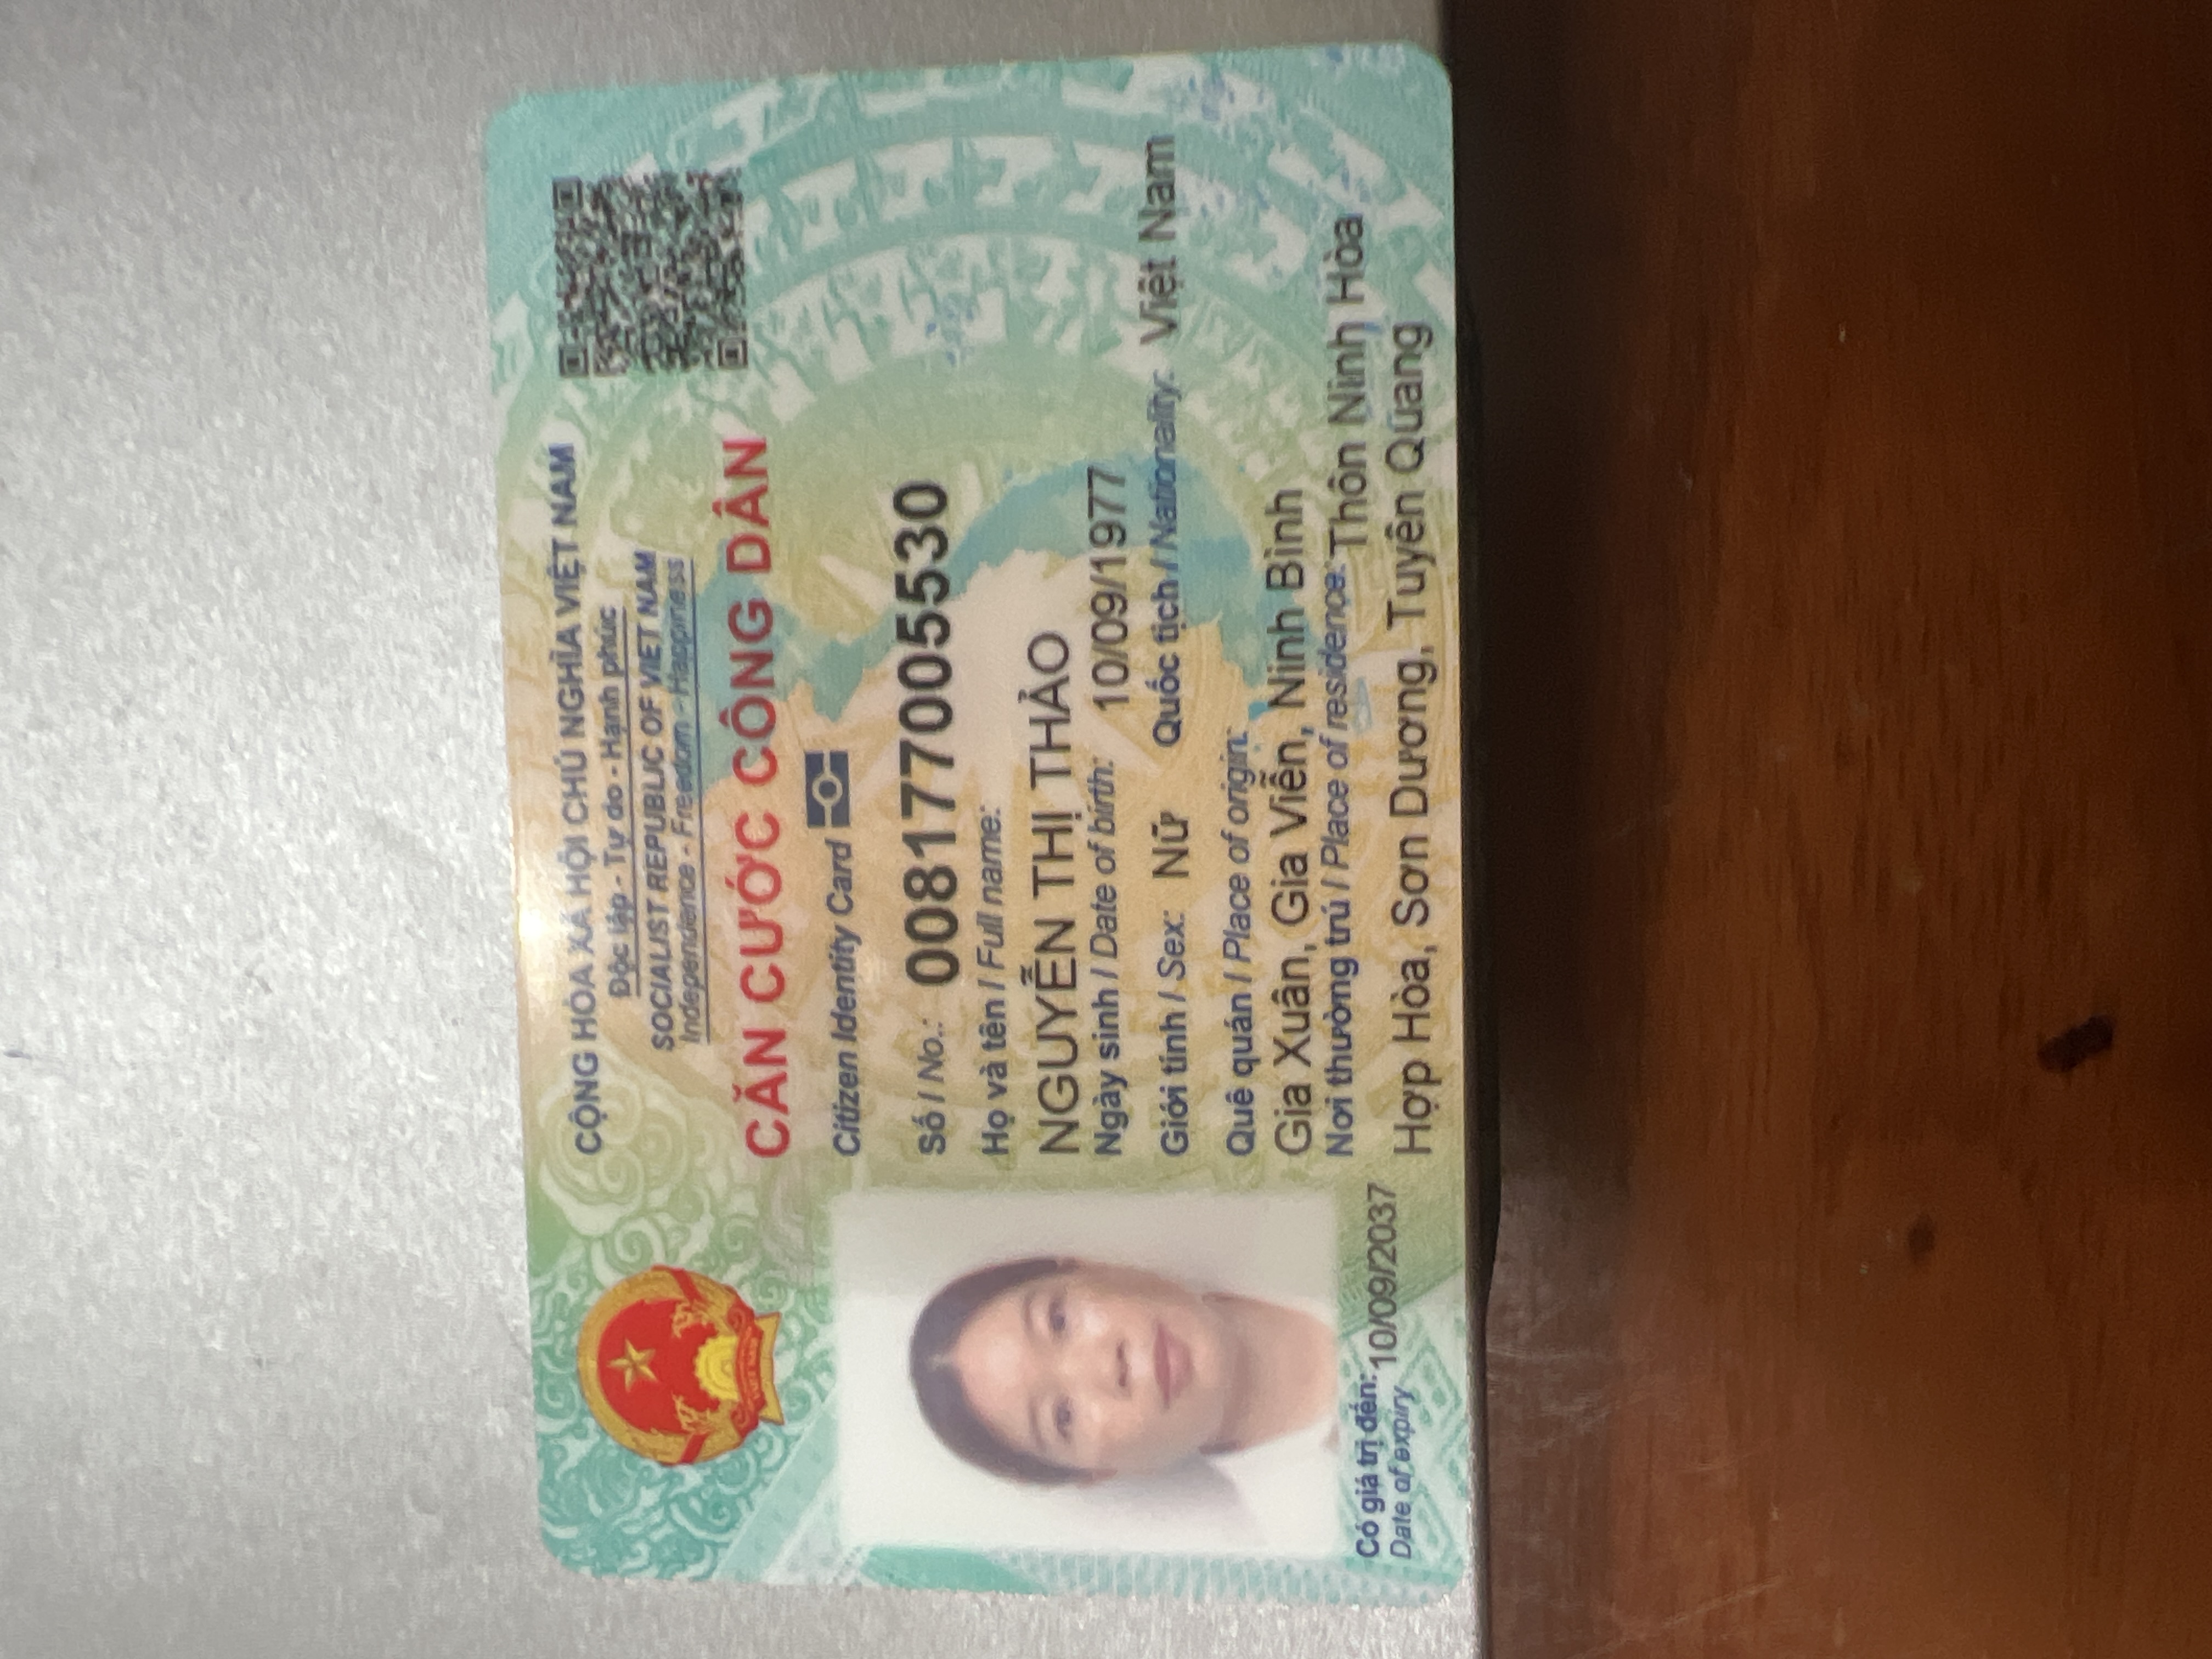 CỘNG HÒA XÃ HỘI CHỦ NGHĨA VIỆT NAM
Độc lập - Tự do - Hạnh phúc
SOCIALIST REPUBLIC OF VIET NAM
Independence - Freedom - Happiness
CĂN CƯỚC CÔNG DÂN
Citizen Identity Card
Số / No.: 008177005530
Họ và tên / Full name:
NGUYỄN THỊ THẢO
Ngày sinh / Date of birth: 10/09/1977
Giới tính / Sex: Nữ Quốc tịch / Nationality: Việt Nam
Quê quán / Place of origin:
Gia Xuân, Gia Viễn, Ninh Bình
Nơi thường trú / Place of residence: Thôn Ninh Hòa
Hợp Hòa, Sơn Dương, Tuyên Quang
Có giá trị đến: 10/09/2037
Date of expiry
VIỆT NAM